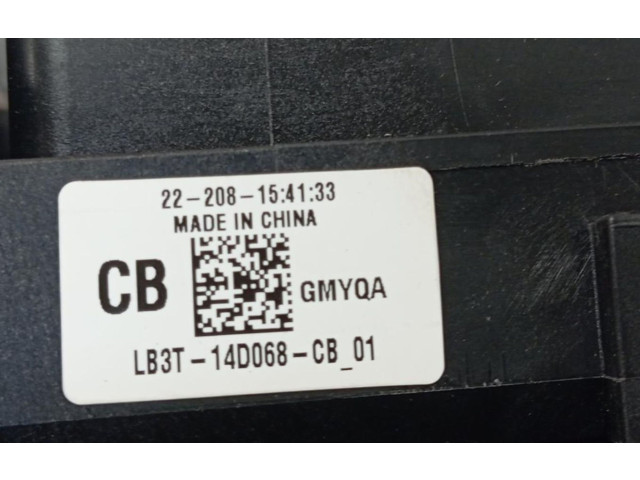 22-208-15:41:33
MADE IN CHINA
CB
GMYQA
LB3T-14D068-CB_01